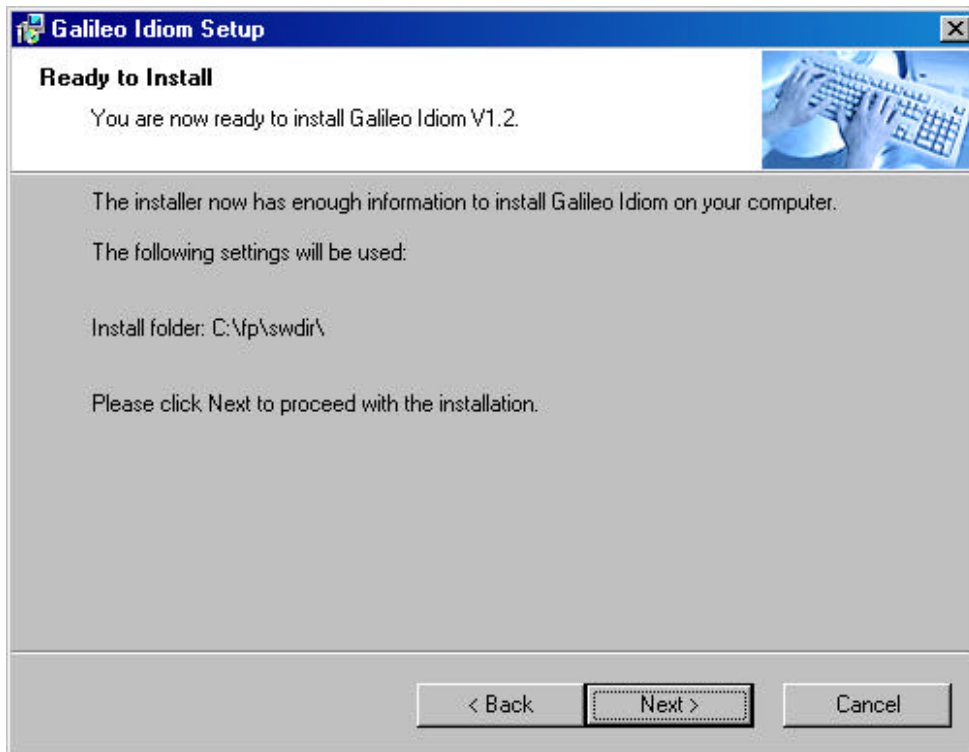 Galileo Idiom Setup
Ready to Install
You are now ready to install Galileo Idiom V1.2.
The installer now has enough information to install Galileo Idiom on your computer.
The following settings will be used:
Install folder: C:\fp\swdir\
Please click Next to proceed with the installation.
< Back Next > Cancel